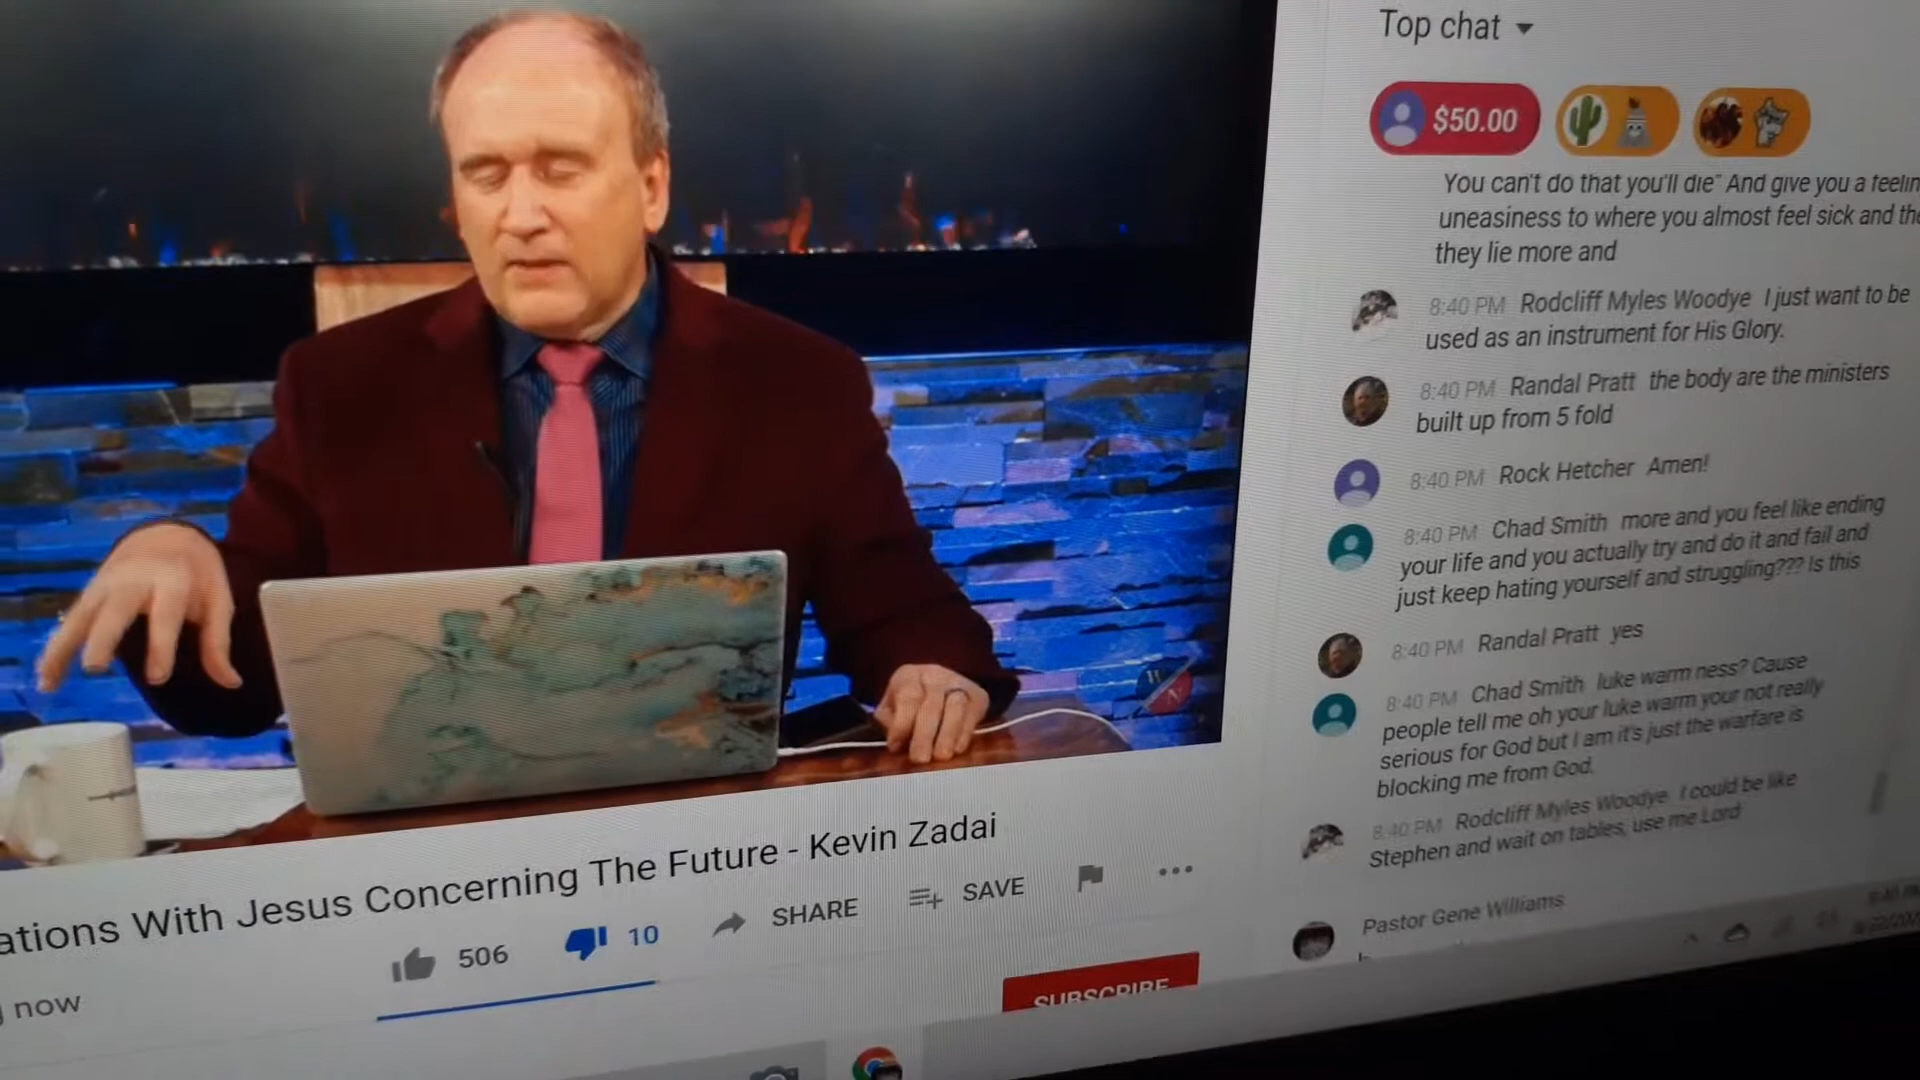 Top chat
$50.00
You can't do that you'll die" And give you a
uneasiness to where you almost feel sick and
they lie more and
8:40 PM Rodcliff Myles Woodye I just want to be
used as an instrument for His Glory.
8:40 PM Randal Pratt the body are the ministers
built up from 5 fold
8:40 PM Rock Hetcher Amen!
8:40 PM Chad Smith more and you feel like ending
your life and you actually try and do it and fail and
just keep hating yourself and struggling??? Is this
8:40 PM Randal Pratt yes
8:40 PM Chad Smith luke warm ness? Cause
people tell me oh your luke warm your not really
serious for God but I am it's just the warfare is
blocking me from God.
8:40 PM Rodcliff Myles Woodye I could be like
Stephen and wait on tables, use me Lord
Pastor Gene Williams
W
N
ations With Jesus Concerning The Future - Kevin Zadai
506 10 SHARE SAVE
now
SUBSCRIBE